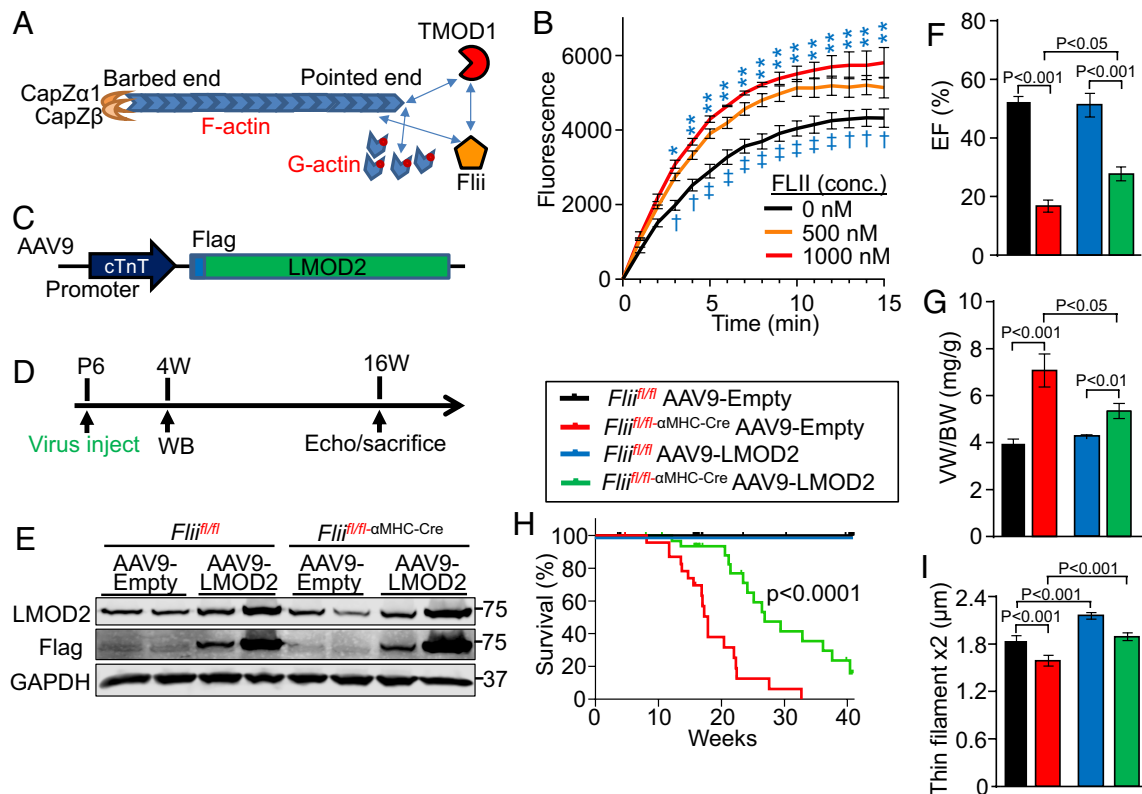 A
TMOD1
Barbed end
Pointed end
CapZα1
CapZβ
F-actin
G-actin
Flii
B
6000
4000
2000
0
Fluorescence
* * * * * * * * * * * * *
* * * * * * * * * * * *
† † ‡ ‡ ‡ ‡ ‡ ‡ ‡ ‡ † † †
FLII (conc.)
0 nM
500 nM
1000 nM
0 5 10 15
Time (min)
C
AAV9
Flag
cTnT
LMOD2
Promoter
D
P6 4W 16W
Virus inject
WB
Echo/sacrifice
Flii fl/fl AAV9-Empty
Flii fl/fl-αMHC-Cre AAV9-Empty
Flii fl/fl AAV9-LMOD2
Flii fl/fl-αMHC-Cre AAV9-LMOD2
E
Flii fl/fl Flii fl/fl-αMHC-Cre
AAV9-Empty AAV9-LMOD2 AAV9-Empty AAV9-LMOD2
LMOD2 75
Flag 75
GAPDH 37
F
80
60
40
20
0
EF (%)
P<0.05
P<0.001 P<0.001
G
10
8
6
4
2
0
VW/BW (mg/g)
P<0.05
P<0.001
P<0.01
H
100
80
60
40
20
0
Survival (%)
p<0.0001
0 10 20 30 40
Weeks
I
2.4
1.8
1.2
0.6
0
Thin filament x2 (μm)
P<0.001
P<0.001
P<0.001